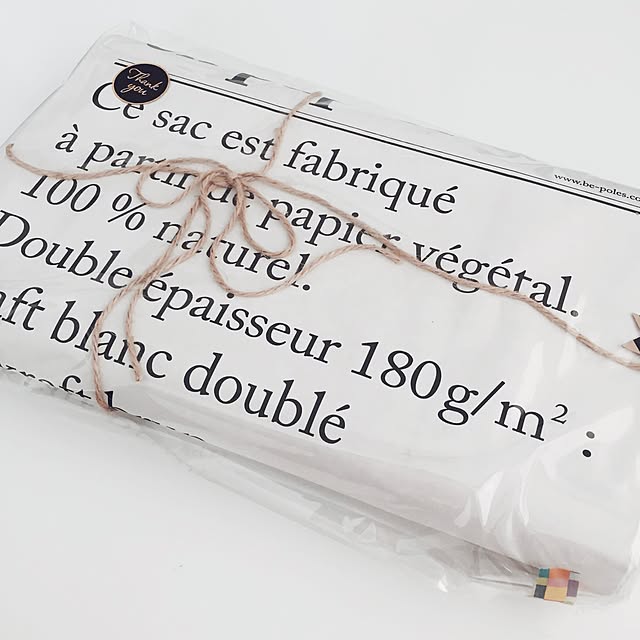 Thank
you
www.be-poles.co
Ce sac est fabriqué
à partir de papier végétal.
100 % naturel.
Double épaisseur 180 g/m² :
aft blanc doublé